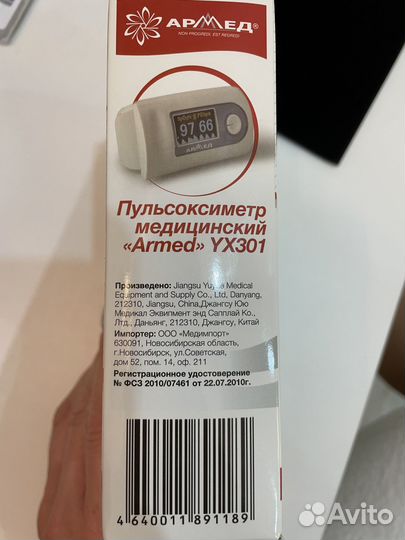 АРМЕД®
NON PROGREDI, EST REGREDI
SpO2% PRbpm
97 66
АРМЕД
Пульсоксиметр
медицинский
«Armed» YX301
Произведено: Jiangsu Yuyue Medical
Equipment and Supply Co., Ltd, Danyang,
212310, Jiangsu, China,Джангсу Юю
Медикал Эквипмент энд Сапплай Ко.,
Лтд., Даньянг, 212310, Джангсу, Китай
Импортер: ООО «Медимпорт»
630091, Новосибирская область,
г.Новосибирск, ул.Советская,
дом 52, пом. 14, оф. 211
Регистрационное удостоверение
№ ФСЗ 2010/07461 от 22.07.2010г.
4 640011 891189
Avito